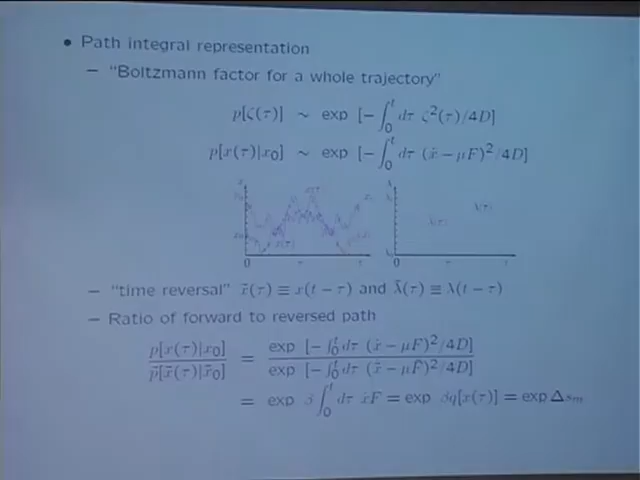 • Path integral representation
– "Boltzmann factor for a whole trajectory"
p[ζ(τ)] ∼ exp [−∫₀ᵗ dτ ζ²(τ)/4D]
p[x(τ)|x₀] ∼ exp [−∫₀ᵗ dτ (ẋ − μF)²/4D]
0 τ 0 τ
– "time reversal" x̃(τ) ≡ x(t − τ) and λ̃(τ) ≡ λ(t − τ)
– Ratio of forward to reversed path
p[x(τ)|x₀] / p̃[x̃(τ)|x̃₀] = exp [−∫₀ᵗ dτ (ẋ − μF)²/4D] / exp [−∫₀ᵗ dτ (x̃̇ − μF̃)²/4D]
= exp β ∫₀ᵗ dτ ẋF = exp βq[x(τ)] = exp Δsₘ